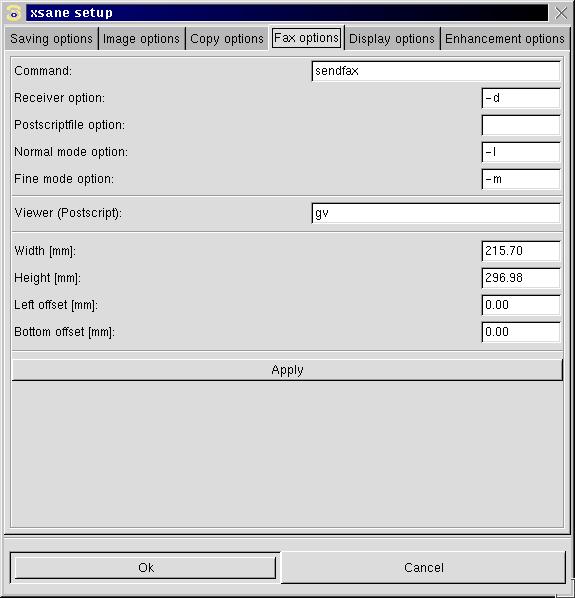 xsane setup
Saving options Image options Copy options Fax options Display options Enhancement options
Command: sendfax
Receiver option: -d
Postscriptfile option:
Normal mode option: -l
Fine mode option: -m
Viewer (Postscript): gv
Width [mm]: 215.70
Height [mm]: 296.98
Left offset [mm]: 0.00
Bottom offset [mm]: 0.00
Apply
Ok Cancel